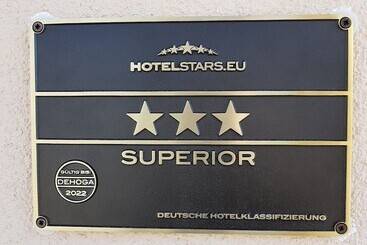 HOTELSTARS.EU
SUPERIOR
GÜLTIG BIS
DEHOGA
2022
DEUTSCHE HOTELKLASSIFIZIERUNG